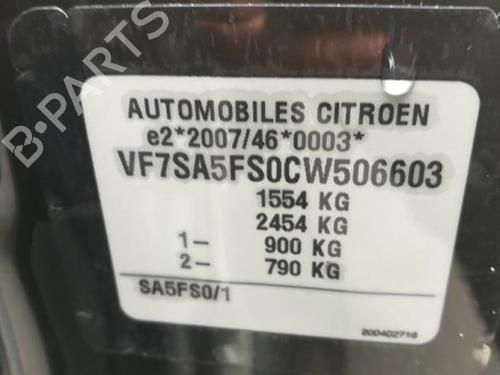 B-PARTS
AUTOMOBILES CITROEN
e2*2007/46*0003*
VF7SA5FS0CW506603
1554 KG
2454 KG
1- 900 KG
2- 790 KG
SA5FS0/1
200402716